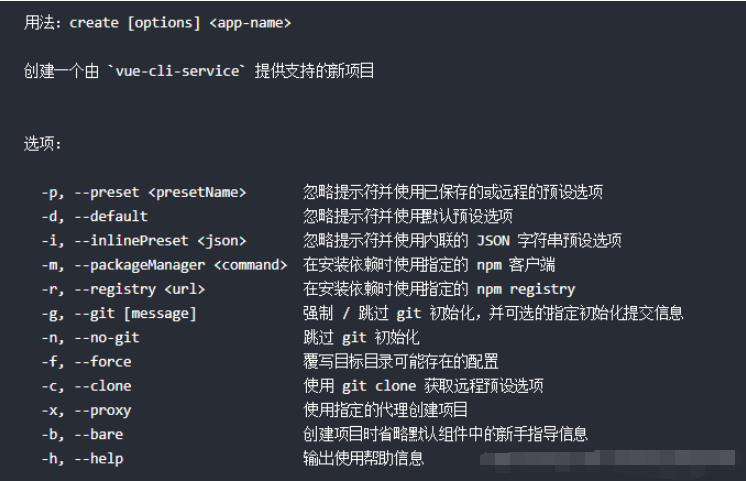 用法: create [options] <app-name>
创建一个由 `vue-cli-service` 提供支持的新项目
选项:
-p, --preset <presetName> 忽略提示符并使用已保存的或远程的预设选项
-d, --default 忽略提示符并使用默认预设选项
-i, --inlinePreset <json> 忽略提示符并使用内联的 JSON 字符串预设选项
-m, --packageManager <command> 在安装依赖时使用指定的 npm 客户端
-r, --registry <url> 在安装依赖时使用指定的 npm registry
-g, --git [message] 强制 / 跳过 git 初始化,并可选的指定初始化提交信息
-n, --no-git 跳过 git 初始化
-f, --force 覆写目标目录可能存在的配置
-c, --clone 使用 git clone 获取远程预设选项
-x, --proxy 使用指定的代理创建项目
-b, --bare 创建项目时省略默认组件中的新手指导信息
-h, --help 输出使用帮助信息